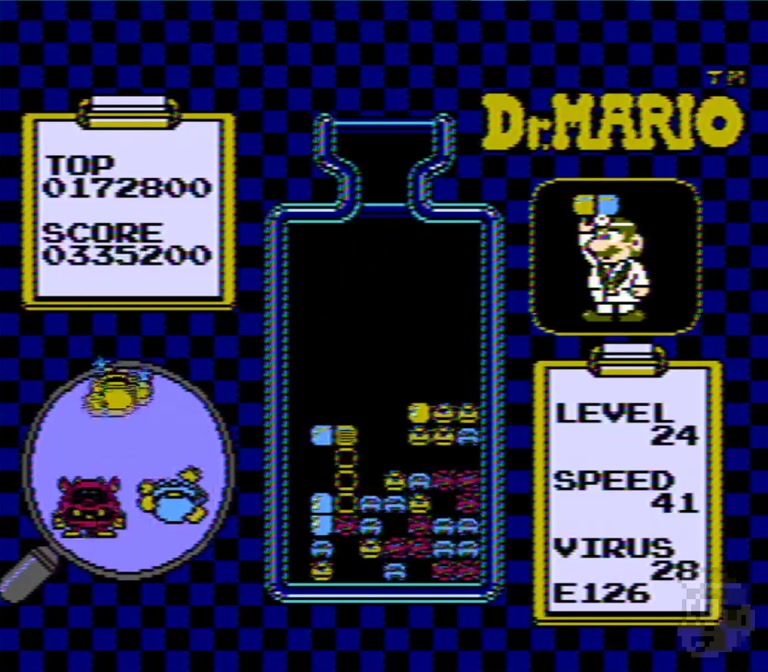 TM
Dr. MARIO
TOP
0172800
SCORE
0335200
LEVEL
24
SPEED
41
VIRUS
28
E126